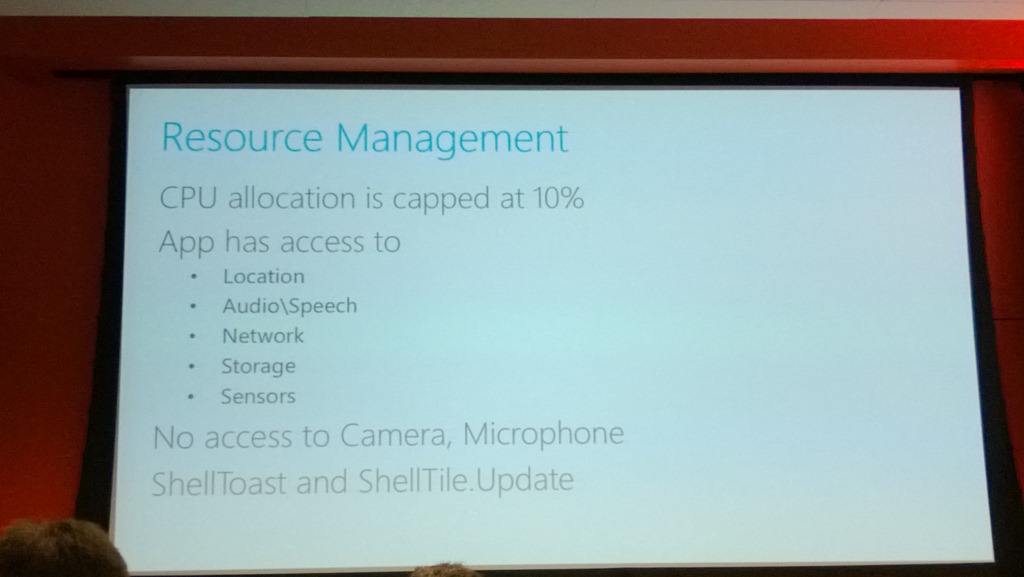 Resource Management
CPU allocation is capped at 10%
App has access to
• Location
• Audio\Speech
• Network
• Storage
• Sensors
No access to Camera, Microphone
ShellToast and ShellTile.Update